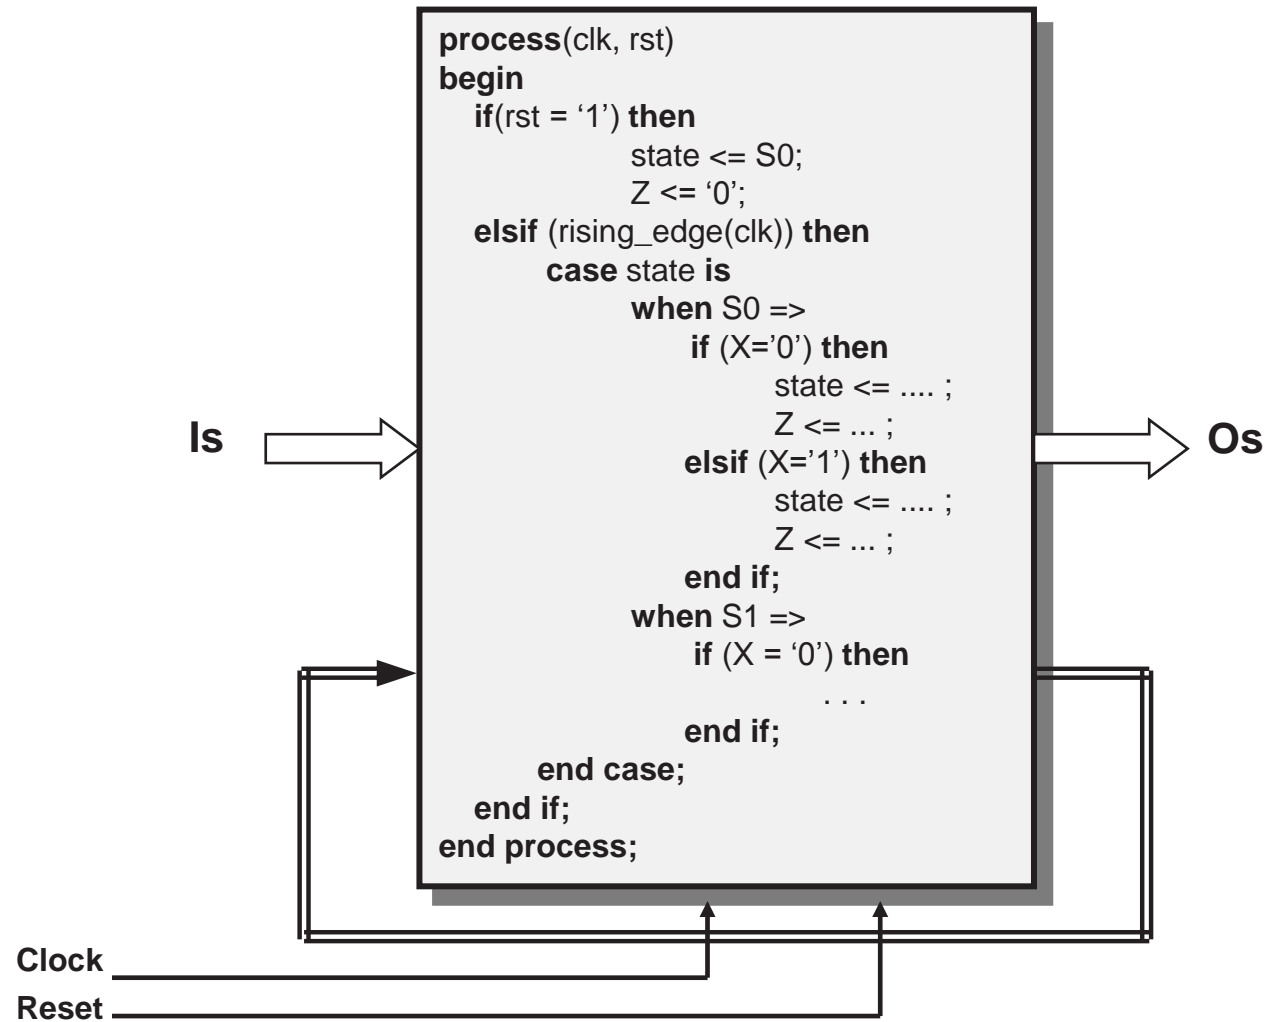 process(clk, rst)
begin
if(rst = ‘1’) then
state <= S0;
Z <= ‘0’;
elsif (rising_edge(clk)) then
case state is
when S0 =>
if (X=’0’) then
state <= .... ;
Z <= ... ;
elsif (X=’1’) then
state <= .... ;
Z <= ... ;
end if;
when S1 =>
if (X = ‘0’) then
. . .
end if;
end case;
end if;
end process;
Is
Os
Clock
Reset